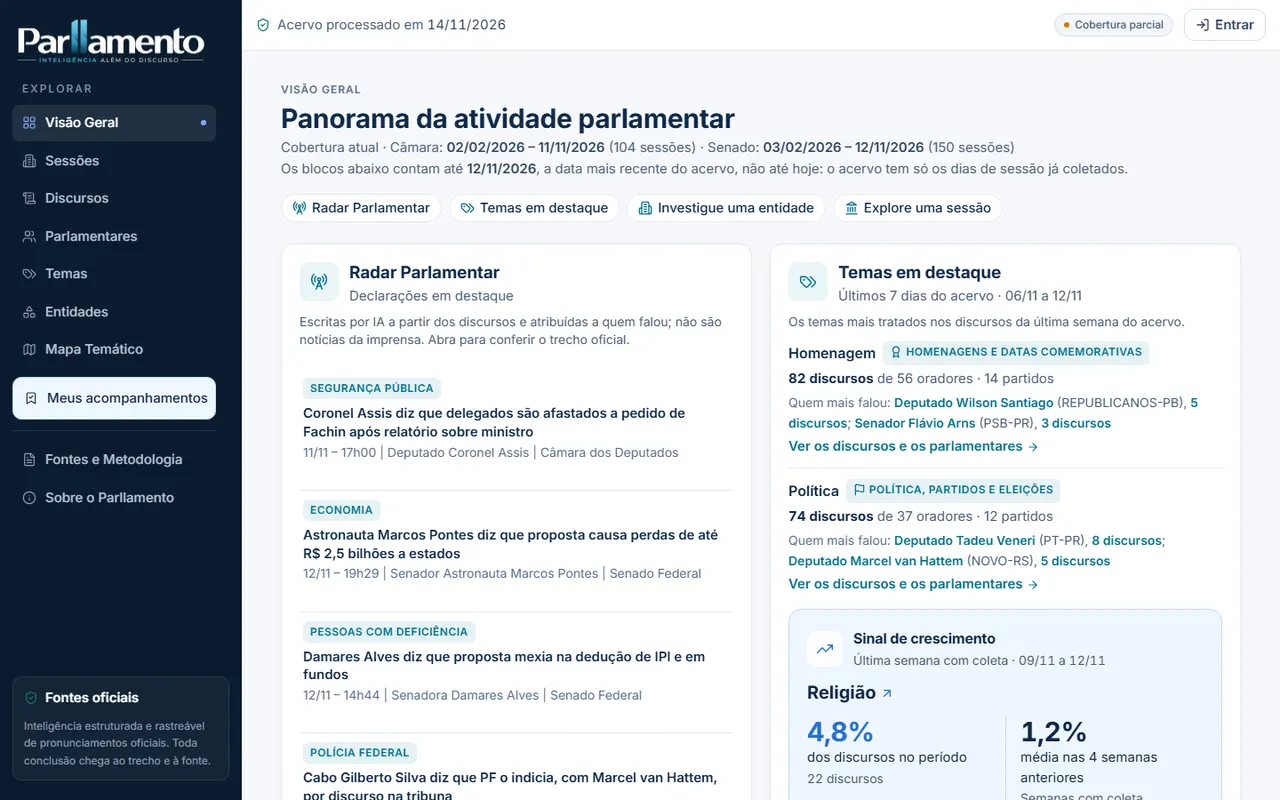 Parllamento
INTELIGÊNCIA ALÉM DO DISCURSO
EXPLORAR
Visão Geral
Sessões
Discursos
Parlamentares
Temas
Entidades
Mapa Temático
Meus acompanhamentos
Fontes e Metodologia
Sobre o Parllamento
Fontes oficiais
Inteligência estruturada e rastreável
de pronunciamentos oficiais. Toda
conclusão chega ao trecho e à fonte.
Acervo processado em 14/11/2026
Cobertura parcial
Entrar
VISÃO GERAL
Panorama da atividade parlamentar
Cobertura atual · Câmara: 02/02/2026 – 11/11/2026 (104 sessões) · Senado: 03/02/2026 – 12/11/2026 (150 sessões)
Os blocos abaixo contam até 12/11/2026, a data mais recente do acervo, não até hoje: o acervo tem só os dias de sessão já coletados.
Radar Parlamentar
Temas em destaque
Investigue uma entidade
Explore uma sessão
Radar Parlamentar
Declarações em destaque
Escritas por IA a partir dos discursos e atribuídas a quem falou; não são
notícias da imprensa. Abra para conferir o trecho oficial.
SEGURANÇA PÚBLICA
Coronel Assis diz que delegados são afastados a pedido de
Fachin após relatório sobre ministro
11/11 – 17h00 | Deputado Coronel Assis | Câmara dos Deputados
ECONOMIA
Astronauta Marcos Pontes diz que proposta causa perdas de até
R$ 2,5 bilhões a estados
12/11 – 19h29 | Senador Astronauta Marcos Pontes | Senado Federal
PESSOAS COM DEFICIÊNCIA
Damares Alves diz que proposta mexia na dedução de IPI e em
fundos
12/11 – 14h44 | Senadora Damares Alves | Senado Federal
POLÍCIA FEDERAL
Cabo Gilberto Silva diz que PF o indicia, com Marcel van Hattem,
por discurso na tribuna
Temas em destaque
Últimos 7 dias do acervo · 06/11 a 12/11
Os temas mais tratados nos discursos da última semana do acervo.
Homenagem HOMENAGENS E DATAS COMEMORATIVAS
82 discursos de 56 oradores · 14 partidos
Quem mais falou: Deputado Wilson Santiago (REPUBLICANOS-PB), 5
discursos; Senador Flávio Arns (PSB-PR), 3 discursos
Ver os discursos e os parlamentares →
Política POLÍTICA, PARTIDOS E ELEIÇÕES
74 discursos de 37 oradores · 12 partidos
Quem mais falou: Deputado Tadeu Veneri (PT-PR), 8 discursos;
Deputado Marcel van Hattem (NOVO-RS), 5 discursos
Ver os discursos e os parlamentares →
Sinal de crescimento
Última semana com coleta · 09/11 a 12/11
Religião
4,8%
dos discursos no período
22 discursos
1,2%
média nas 4 semanas
anteriores
Semanas com coleta